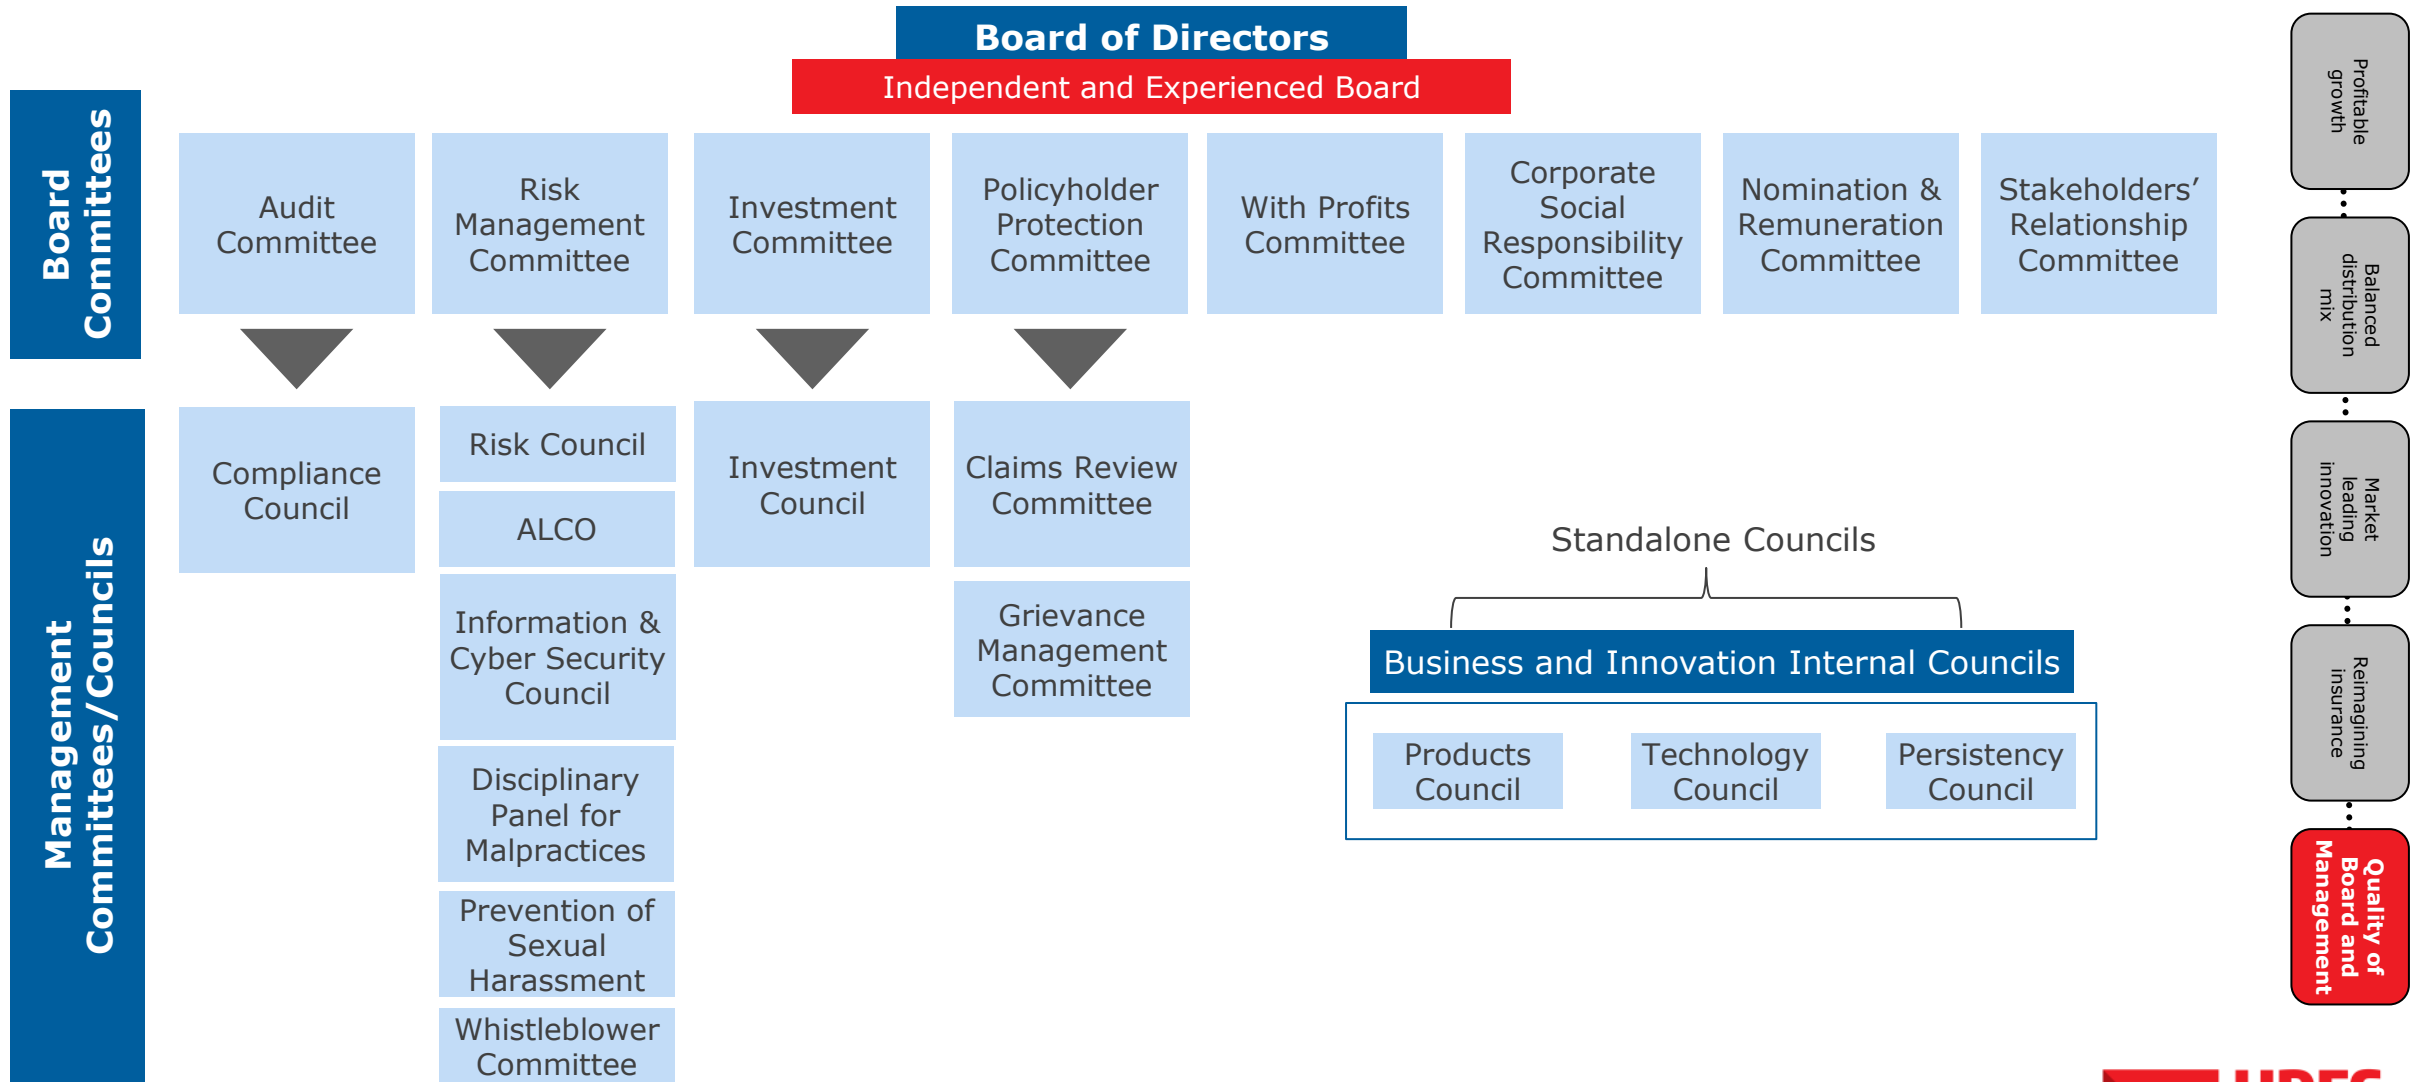 Board of Directors
Independent and Experienced Board
Board
Committees
Audit
Committee
Risk
Management
Committee
Investment
Committee
Policyholder
Protection
Committee
With Profits
Committee
Corporate
Social
Responsibility
Committee
Nomination &
Remuneration
Committee
Stakeholders’
Relationship
Committee
Management
Committees/Councils
Compliance
Council
Risk Council
ALCO
Information &
Cyber Security
Council
Disciplinary
Panel for
Malpractices
Prevention of
Sexual
Harassment
Whistleblower
Committee
Investment
Council
Claims Review
Committee
Grievance
Management
Committee
Standalone Councils
Business and Innovation Internal Councils
Products
Council
Technology
Council
Persistency
Council
Profitable
growth
Balanced
distribution
mix
Market
leading
innovation
Reimagining
insurance
Quality of
Board and
Management